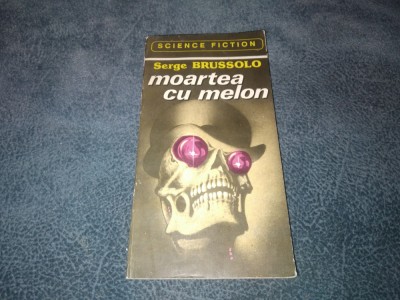 SCIENCE FICTION
Serge BRUSSOLO
moartea
cu melon